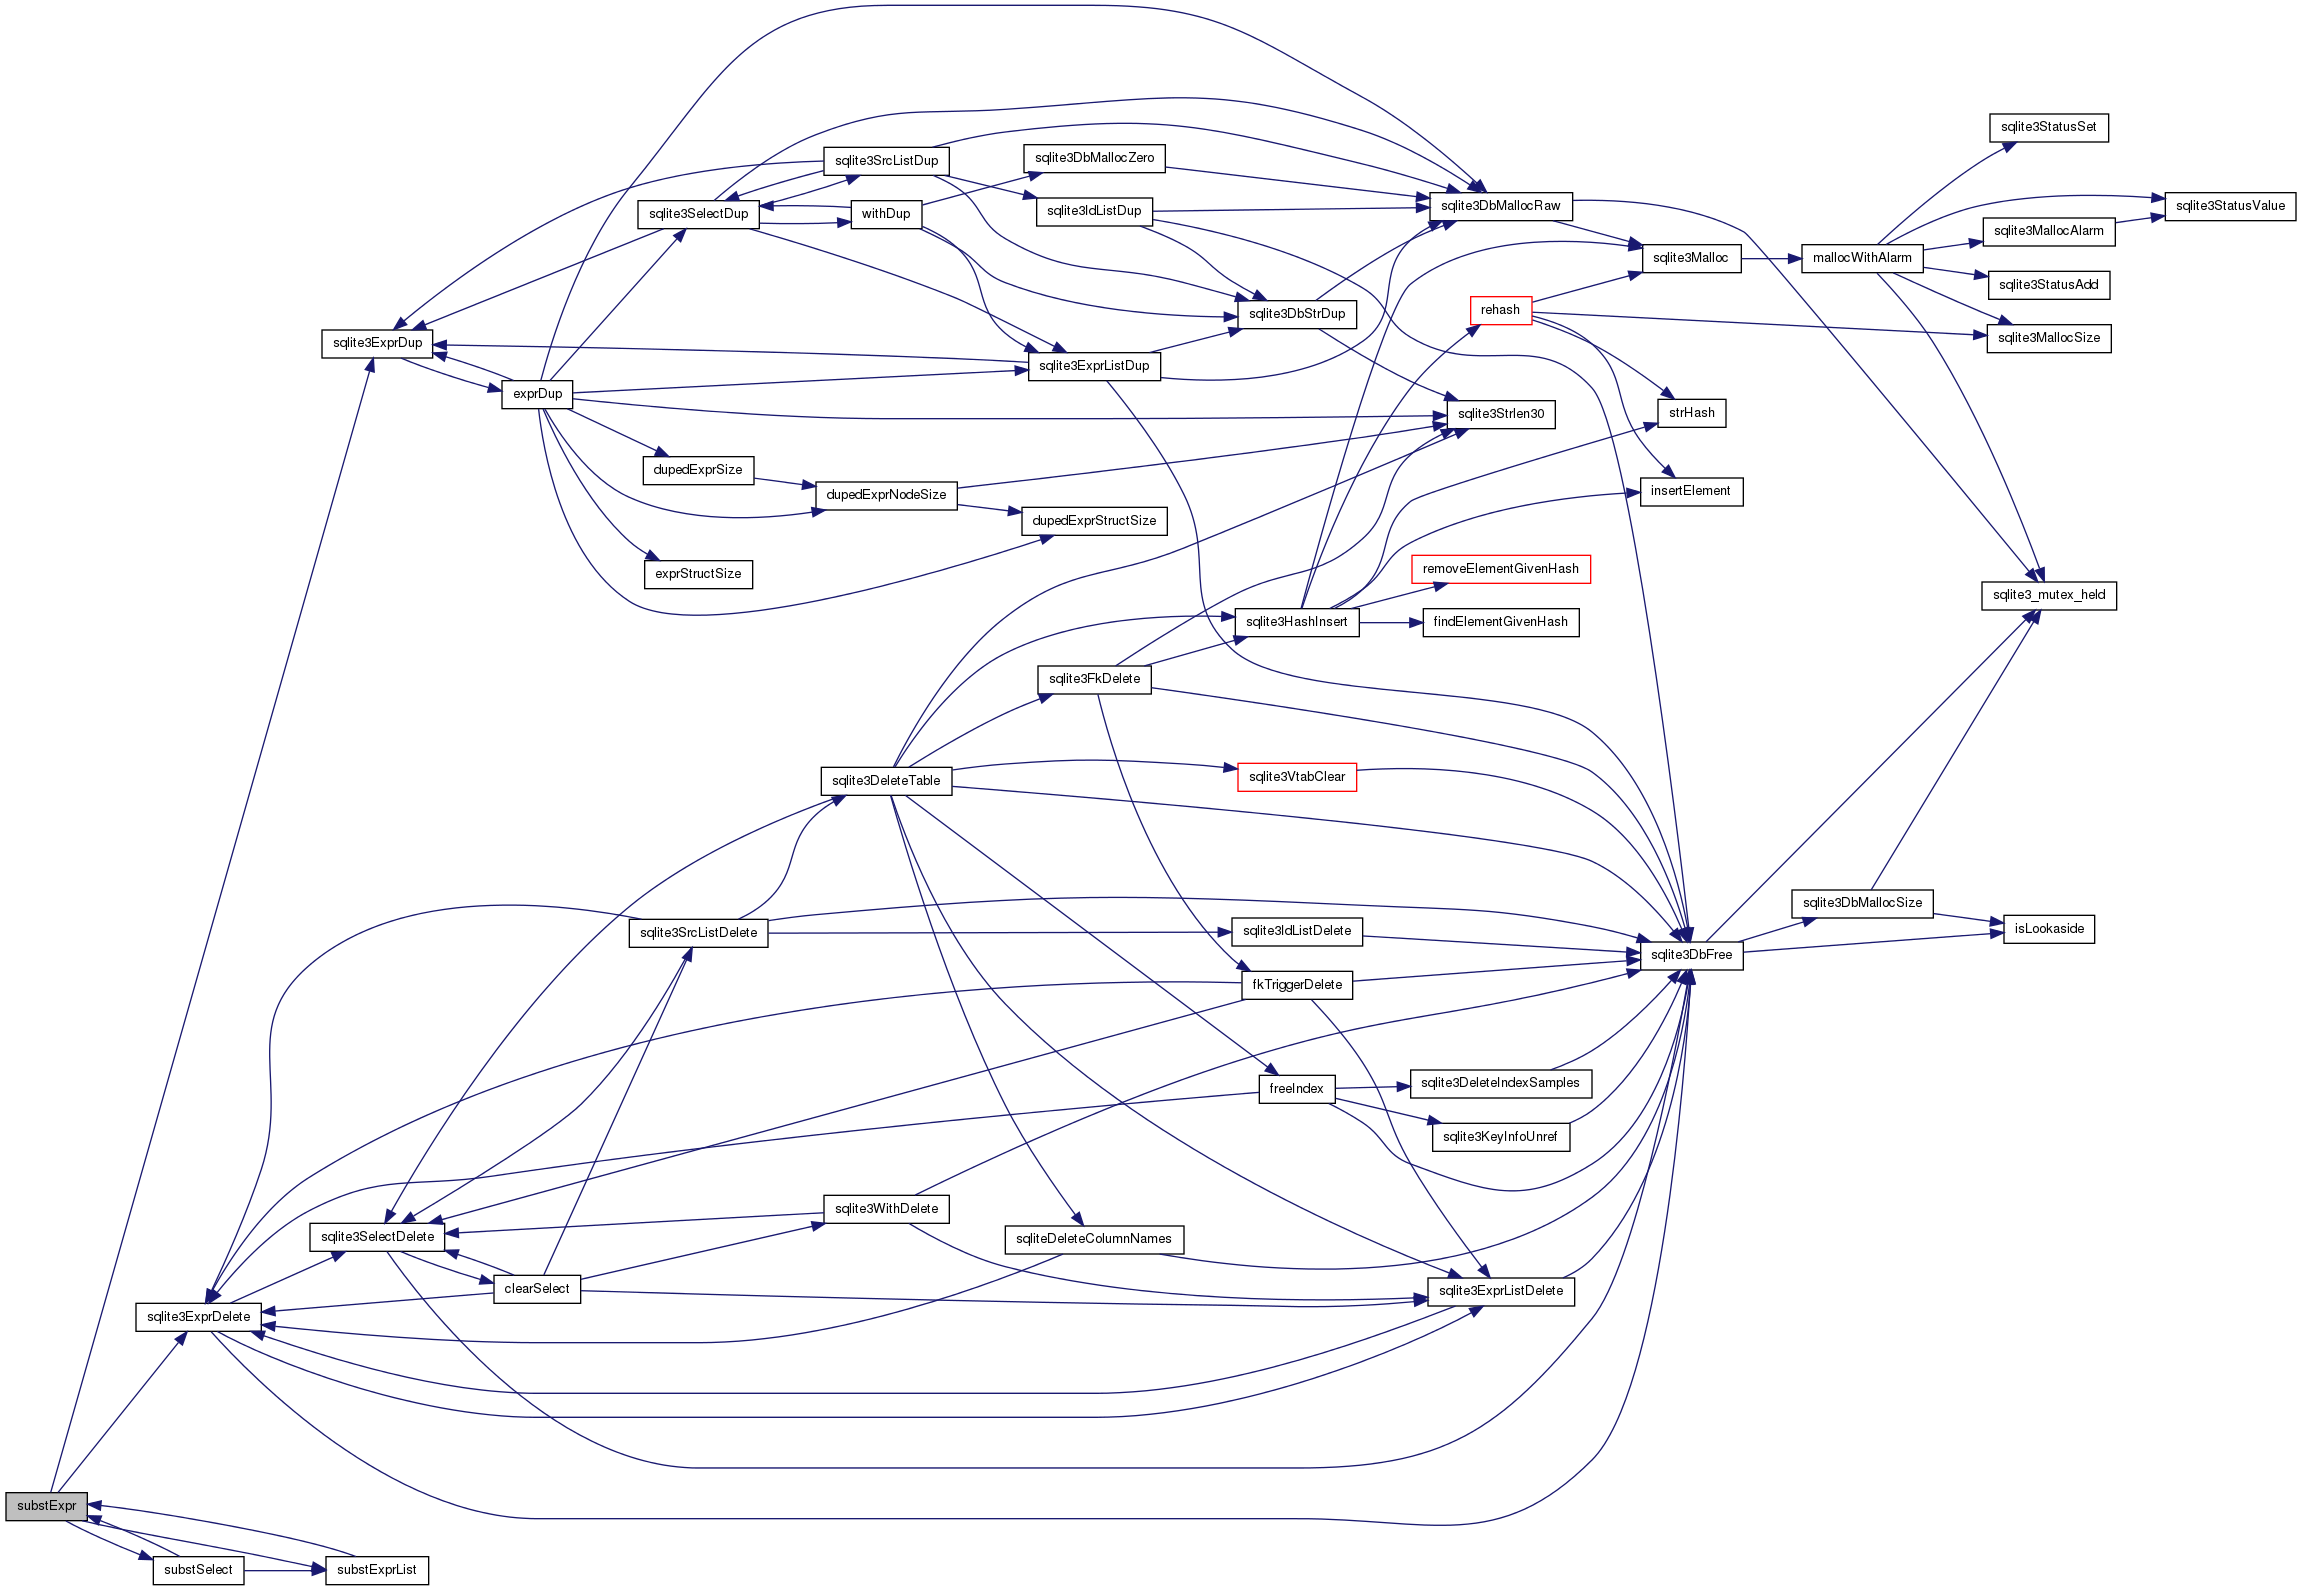 sqlite3StatusSet
sqlite3SrcListDup
sqlite3DbMallocZero
sqlite3StatusValue
sqlite3DbMallocRaw
sqlite3IdListDup
sqlite3SelectDup
withDup
sqlite3MallocAlarm
sqlite3Malloc
mallocWithAlarm
sqlite3StatusAdd
rehash
sqlite3DbStrDup
sqlite3MallocSize
sqlite3ExprDup
sqlite3ExprListDup
exprDup
sqlite3Strlen30
strHash
dupedExprSize
dupedExprNodeSize
insertElement
dupedExprStructSize
removeElementGivenHash
exprStructSize
sqlite3_mutex_held
sqlite3HashInsert
findElementGivenHash
sqlite3FkDelete
sqlite3DeleteTable
sqlite3VtabClear
sqlite3DbMallocSize
isLookaside
sqlite3SrcListDelete
sqlite3IdListDelete
sqlite3DbFree
fkTriggerDelete
freeIndex
sqlite3DeleteIndexSamples
sqlite3KeyInfoUnref
sqlite3WithDelete
sqlite3SelectDelete
sqliteDeleteColumnNames
clearSelect
sqlite3ExprListDelete
sqlite3ExprDelete
substExpr
substSelect
substExprList